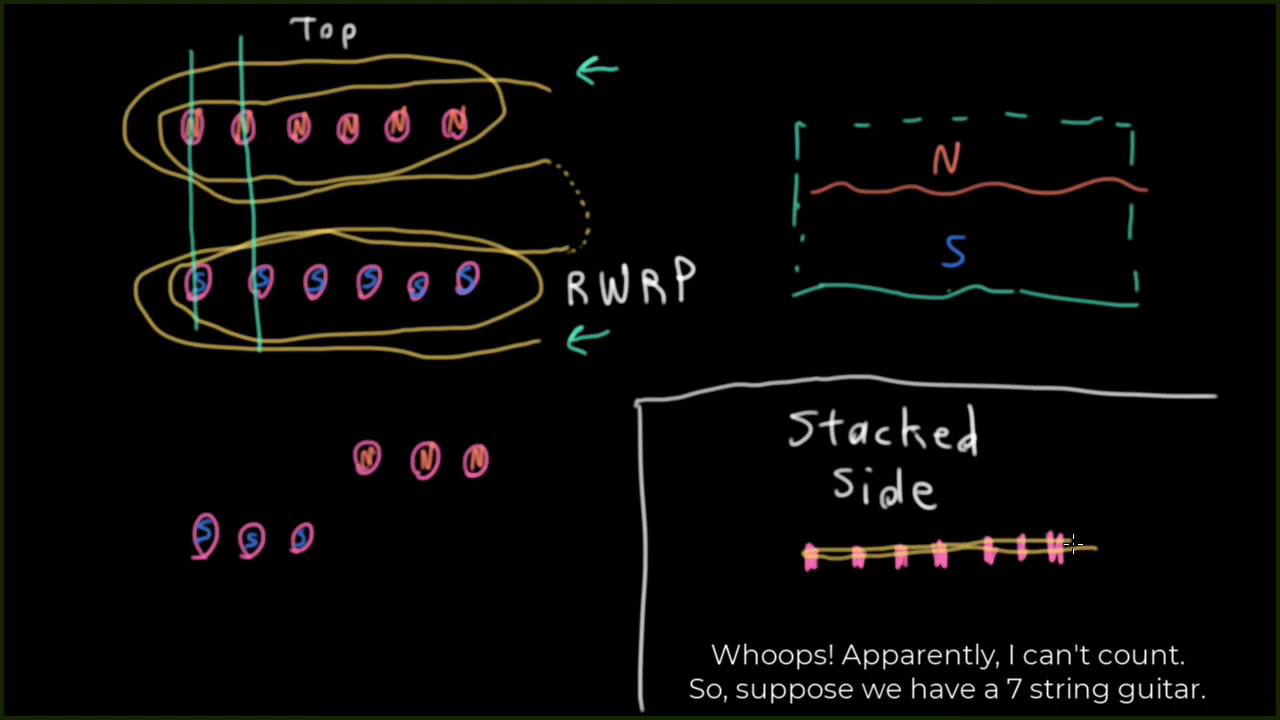 Top
N N N N N N
S S S S S S
RWRP
N
S
N N N
S S S
Stacked
Side
Whoops! Apparently, I can't count.
So, suppose we have a 7 string guitar.